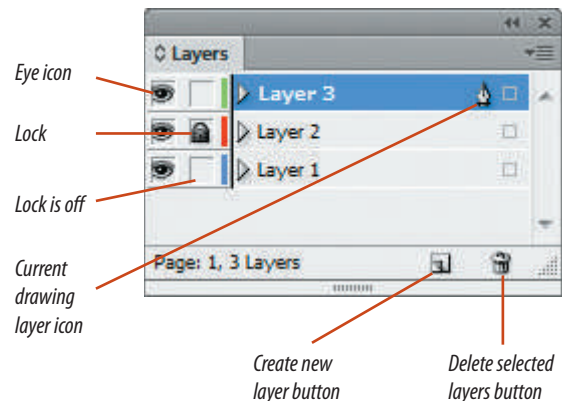 Layers
Eye icon
Layer 3
Lock
Layer 2
Layer 1
Lock is off
Current
drawing
layer icon
Page: 1, 3 Layers
Create new
layer button
Delete selected
layers button